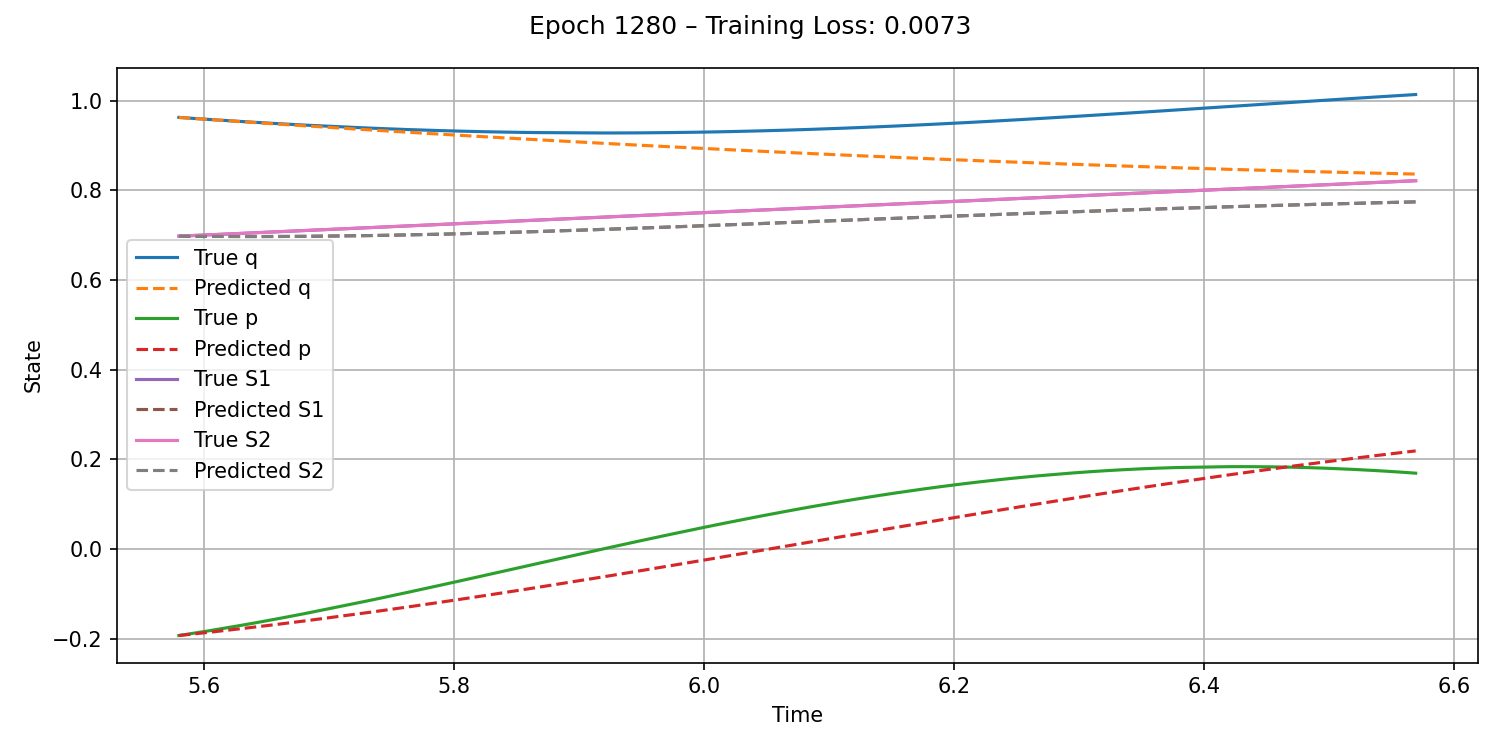 Epoch 1280 – Training Loss: 0.0073
1.0
0.8
0.6
0.4
0.2
0.0
−0.2
State
True q
Predicted q
True p
Predicted p
True S1
Predicted S1
True S2
Predicted S2
5.6 5.8 6.0 6.2 6.4 6.6
Time